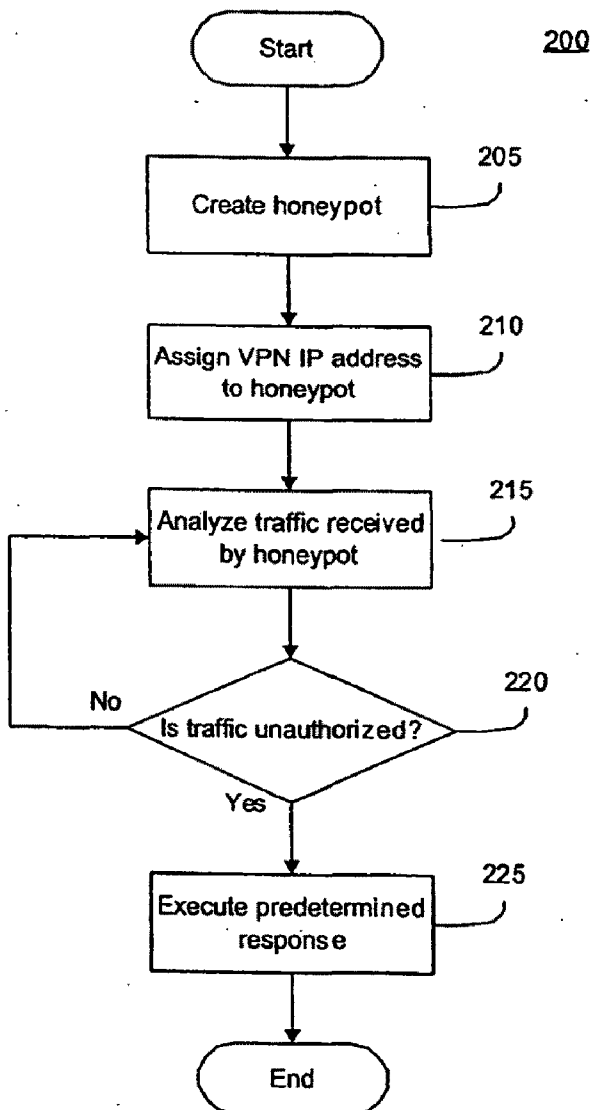 Start
200
205
Create honeypot
210
Assign VPN IP address
to honeypot
215
Analyze traffic received
by honeypot
No
220
Is traffic unauthorized?
Yes
225
Execute predetermined
response
End